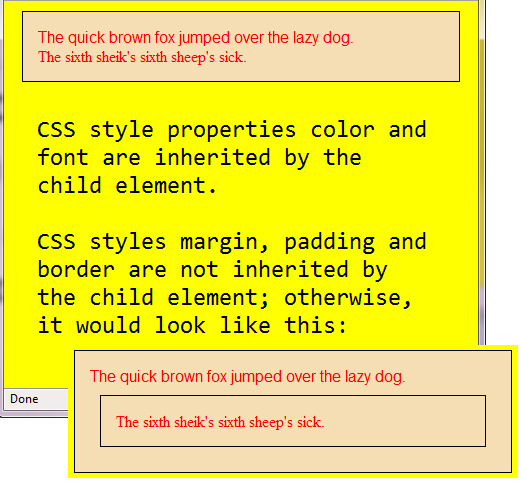 The quick brown fox jumped over the lazy dog.
The sixth sheik's sixth sheep's sick.
CSS style properties color and
font are inherited by the
child element.
CSS styles margin, padding and
border are not inherited by
the child element; otherwise,
it would look like this:
The quick brown fox jumped over the lazy dog.
Done
The sixth sheik's sixth sheep's sick.